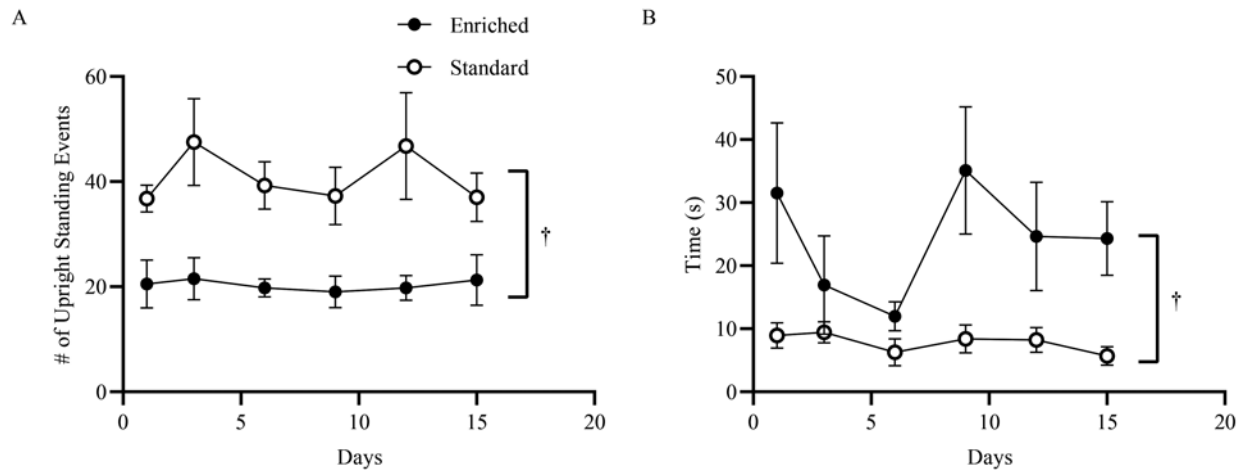 A
B
Enriched
Standard
# of Upright Standing Events
60
40
20
0
0 5 10 15 20
Days
†
Time (s)
50
40
30
20
10
0
0 5 10 15 20
Days
†